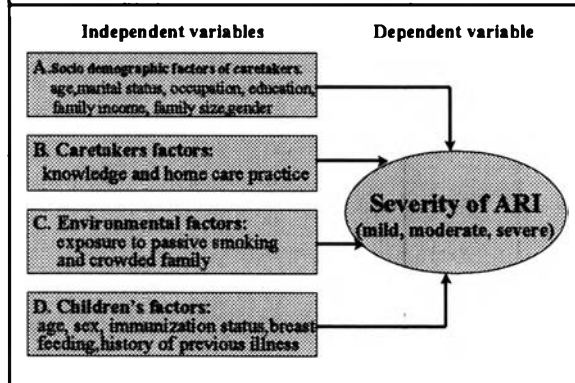 Independent variables
Dependent variable
A. Socio demographic factors of caretakers:
age, marital status, occupation, education,
family income, family size, gender
B. Caretakers factors:
knowledge and home care practice
C. Environmental factors:
exposure to passive smoking
and crowded family
D. Children's factors:
age, sex, immunization status, breast
feeding, history of previous illness
Severity of ARI
(mild, moderate, severe)